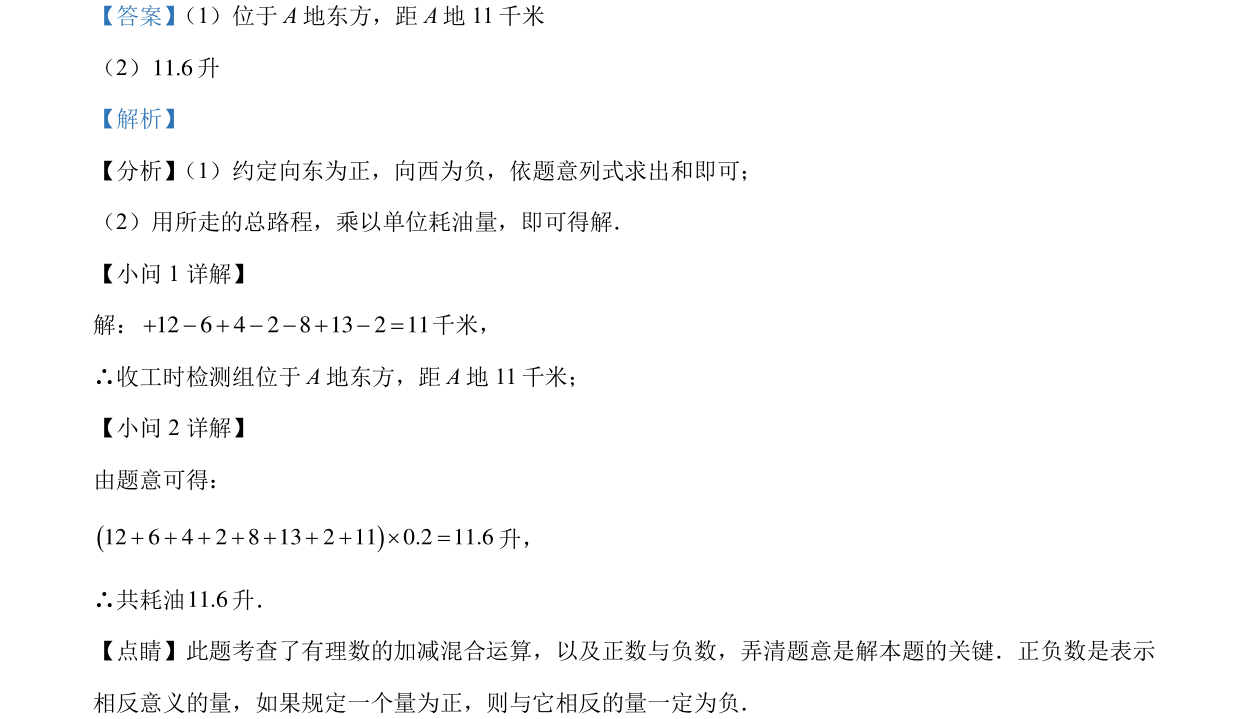 【答案】（1）位于 A 地东方，距 A 地 11 千米
（2）11.6 升
【解析】
【分析】（1）约定向东为正，向西为负，依题意列式求出和即可；
（2）用所走的总路程，乘以单位耗油量，即可得解．
【小问 1 详解】
解：+12－6＋4－2－8＋13－2＝11千米，
∴收工时检测组位于 A 地东方，距 A 地 11 千米；
【小问 2 详解】
由题意可得：
(12＋6＋4＋2＋8＋13＋2＋11)×0.2＝11.6 升，
∴共耗油11.6 升．
【点睛】此题考查了有理数的加减混合运算，以及正数与负数，弄清题意是解本题的关键．正负数是表示
相反意义的量，如果规定一个量为正，则与它相反的量一定为负．